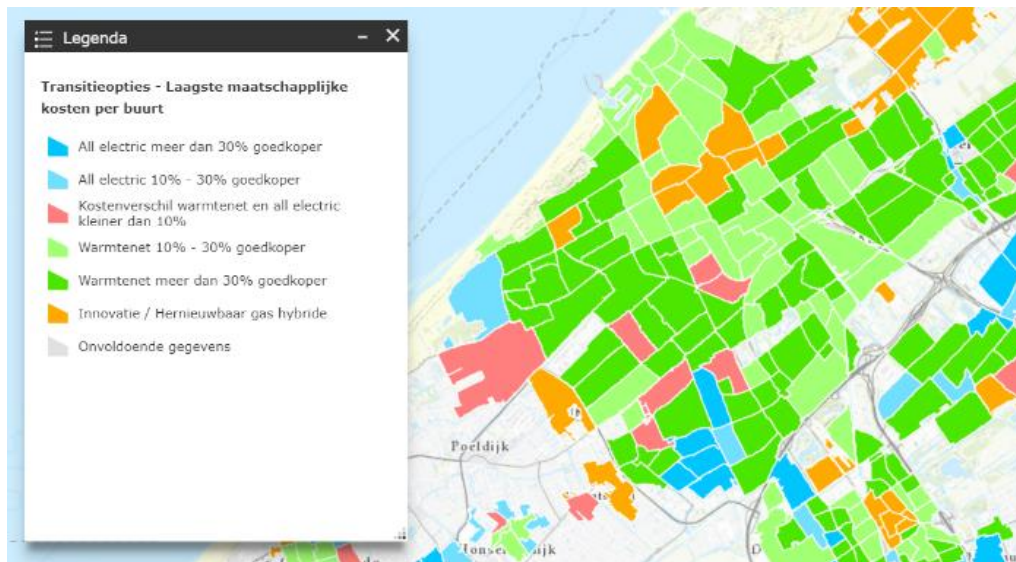 Legenda
Transitieopties - Laagste maatschapplijke
kosten per buurt
All electric meer dan 30% goedkoper
All electric 10% - 30% goedkoper
Kostenverschil warmtenet en all electric
kleiner dan 10%
Warmtenet 10% - 30% goedkoper
Warmtenet meer dan 30% goedkoper
Innovatie / Hernieuwbaar gas hybride
Onvoldoende gegevens
Poeldijk